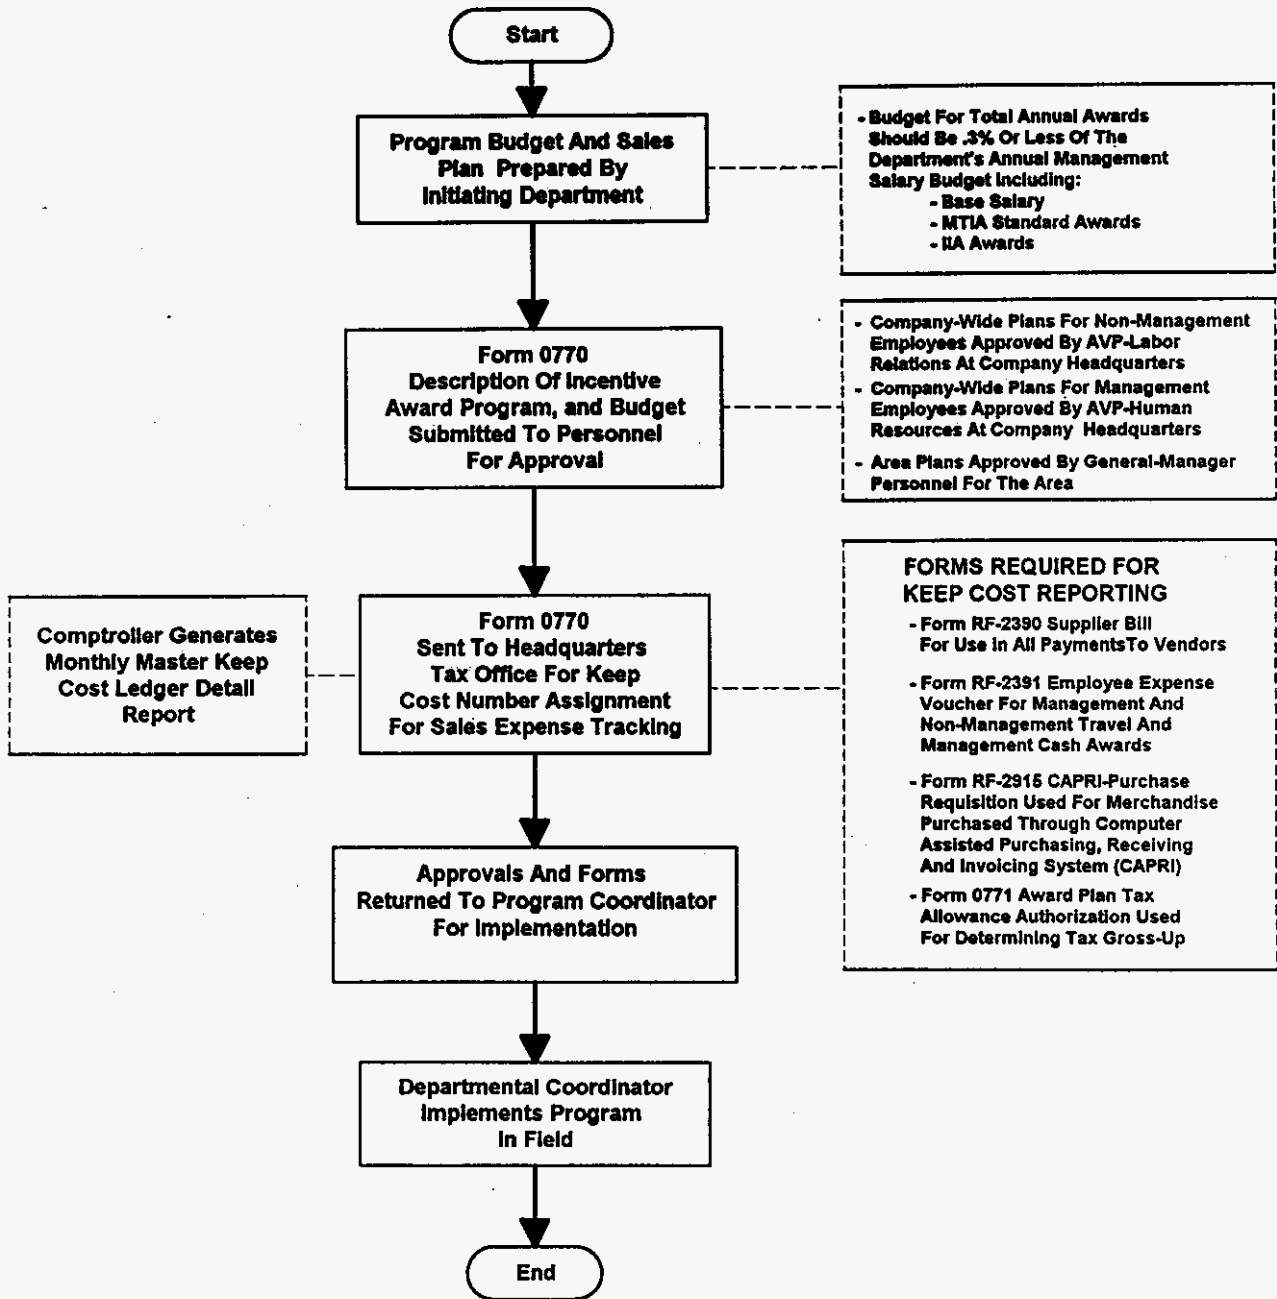 Start
Program Budget And Sales
Plan Prepared By
Initiating Department
- Budget For Total Annual Awards
Should Be .3% Or Less Of The
Department's Annual Management
Salary Budget Including:
- Base Salary
- MTIA Standard Awards
- IIA Awards
Form 0770
Description Of Incentive
Award Program, and Budget
Submitted To Personnel
For Approval
- Company-Wide Plans For Non-Management
Employees Approved By AVP-Labor
Relations At Company Headquarters
- Company-Wide Plans For Management
Employees Approved By AVP-Human
Resources At Company Headquarters
- Area Plans Approved By General-Manager
Personnel For The Area
Comptroller Generates
Monthly Master Keep
Cost Ledger Detail
Report
Form 0770
Sent To Headquarters
Tax Office For Keep
Cost Number Assignment
For Sales Expense Tracking
FORMS REQUIRED FOR
KEEP COST REPORTING
- Form RF-2390 Supplier Bill
For Use in All PaymentsTo Vendors
- Form RF-2391 Employee Expense
Voucher For Management And
Non-Management Travel And
Management Cash Awards
- Form RF-2915 CAPRI-Purchase
Requisition Used For Merchandise
Purchased Through Computer
Assisted Purchasing, Receiving
And Invoicing System (CAPRI)
- Form 0771 Award Plan Tax
Allowance Authorization Used
For Determining Tax Gross-Up
Approvals And Forms
Returned To Program Coordinator
For Implementation
Departmental Coordinator
Implements Program
In Field
End